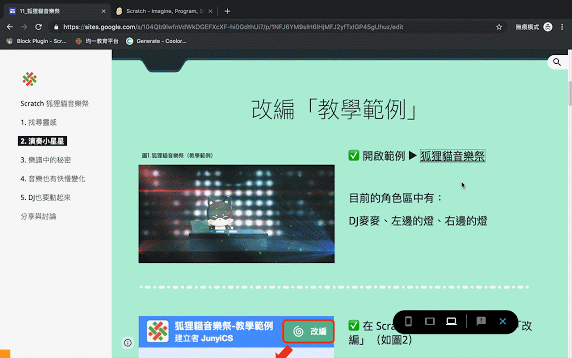 11_狐狸貓音樂祭
Scratch - Imagine, Program, S
https://sites.google.com
無痕模式
Block Plugin - Scr...
均一教育平台
Generate - Coolor...
Scratch 狐狸貓音樂祭
1. 找尋靈感
2. 演奏小星星
3. 樂譜中的秘密
4. 音樂也有快慢變化
5. DJ也要動起來
分享與討論
改編「教學範例」
圖1. 狐狸貓音樂祭（教學範例）
✅ 開啟範例 ▶ 狐狸貓音樂祭
目前的角色區中有：
DJ麥麥、左邊的燈、右邊的燈
狐狸貓音樂祭-教學範例
建立者 JunyiCS
改編
✅ 在 Scra
「改
編」（如圖2）